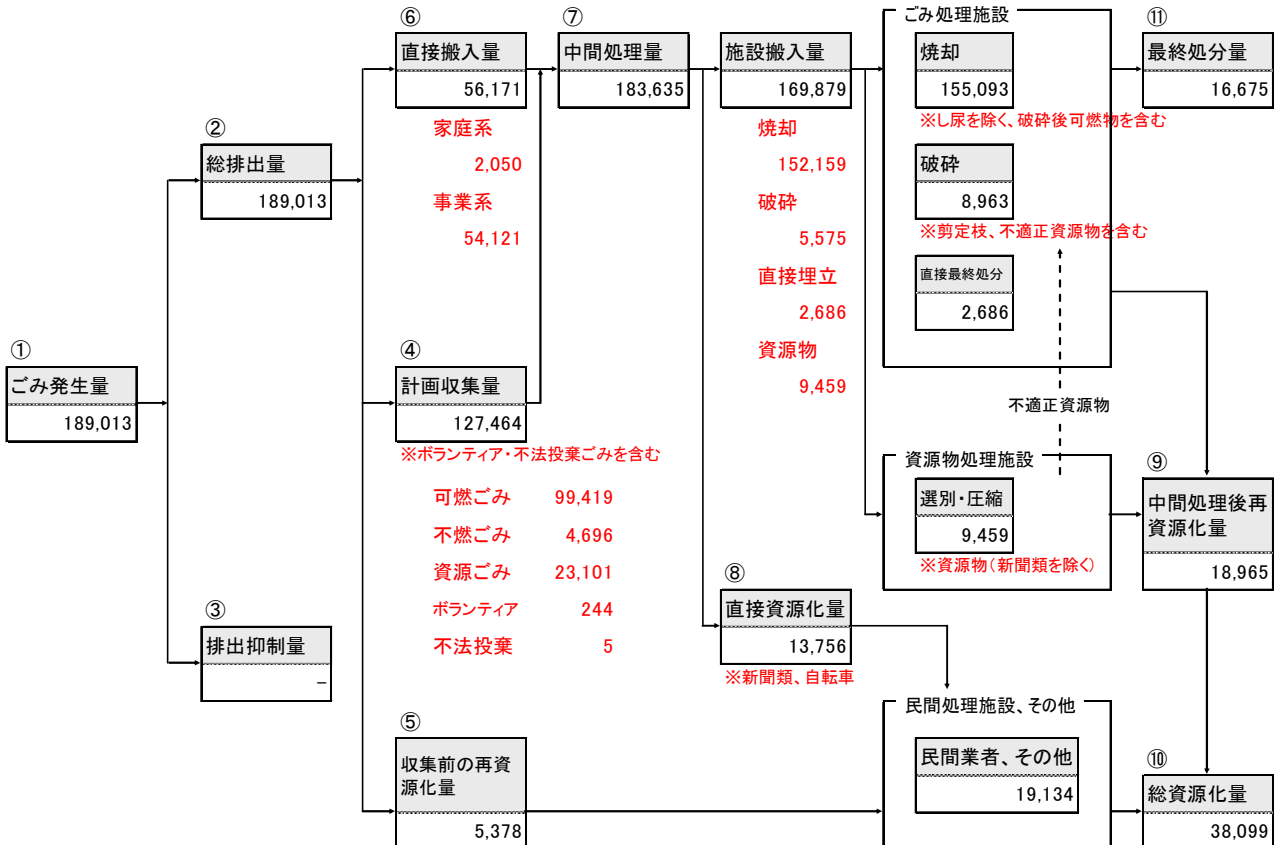 ①
ごみ発生量
189,013
②
総排出量
189,013
③
排出抑制量
－
⑥
直接搬入量
56,171
家庭系
2,050
事業系
54,121
④
計画収集量
127,464
※ボランティア・不法投棄ごみを含む
可燃ごみ 99,419
不燃ごみ 4,696
資源ごみ 23,101
ボランティア 244
不法投棄 5
⑤
収集前の再資
源化量
5,378
⑦
中間処理量
183,635
施設搬入量
169,879
焼却
152,159
破砕
5,575
直接埋立
2,686
資源物
9,459
⑧
直接資源化量
13,756
※新聞類、自転車
ごみ処理施設
焼却
155,093
※し尿を除く、破砕後可燃物を含む
破砕
8,963
※剪定枝、不適正資源物を含む
直接最終処分
2,686
不適正資源物
資源物処理施設
選別・圧縮
9,459
※資源物（新聞類を除く）
民間処理施設、その他
民間業者、その他
19,134
⑪
最終処分量
16,675
⑨
中間処理後再
資源化量
18,965
⑩
総資源化量
38,099